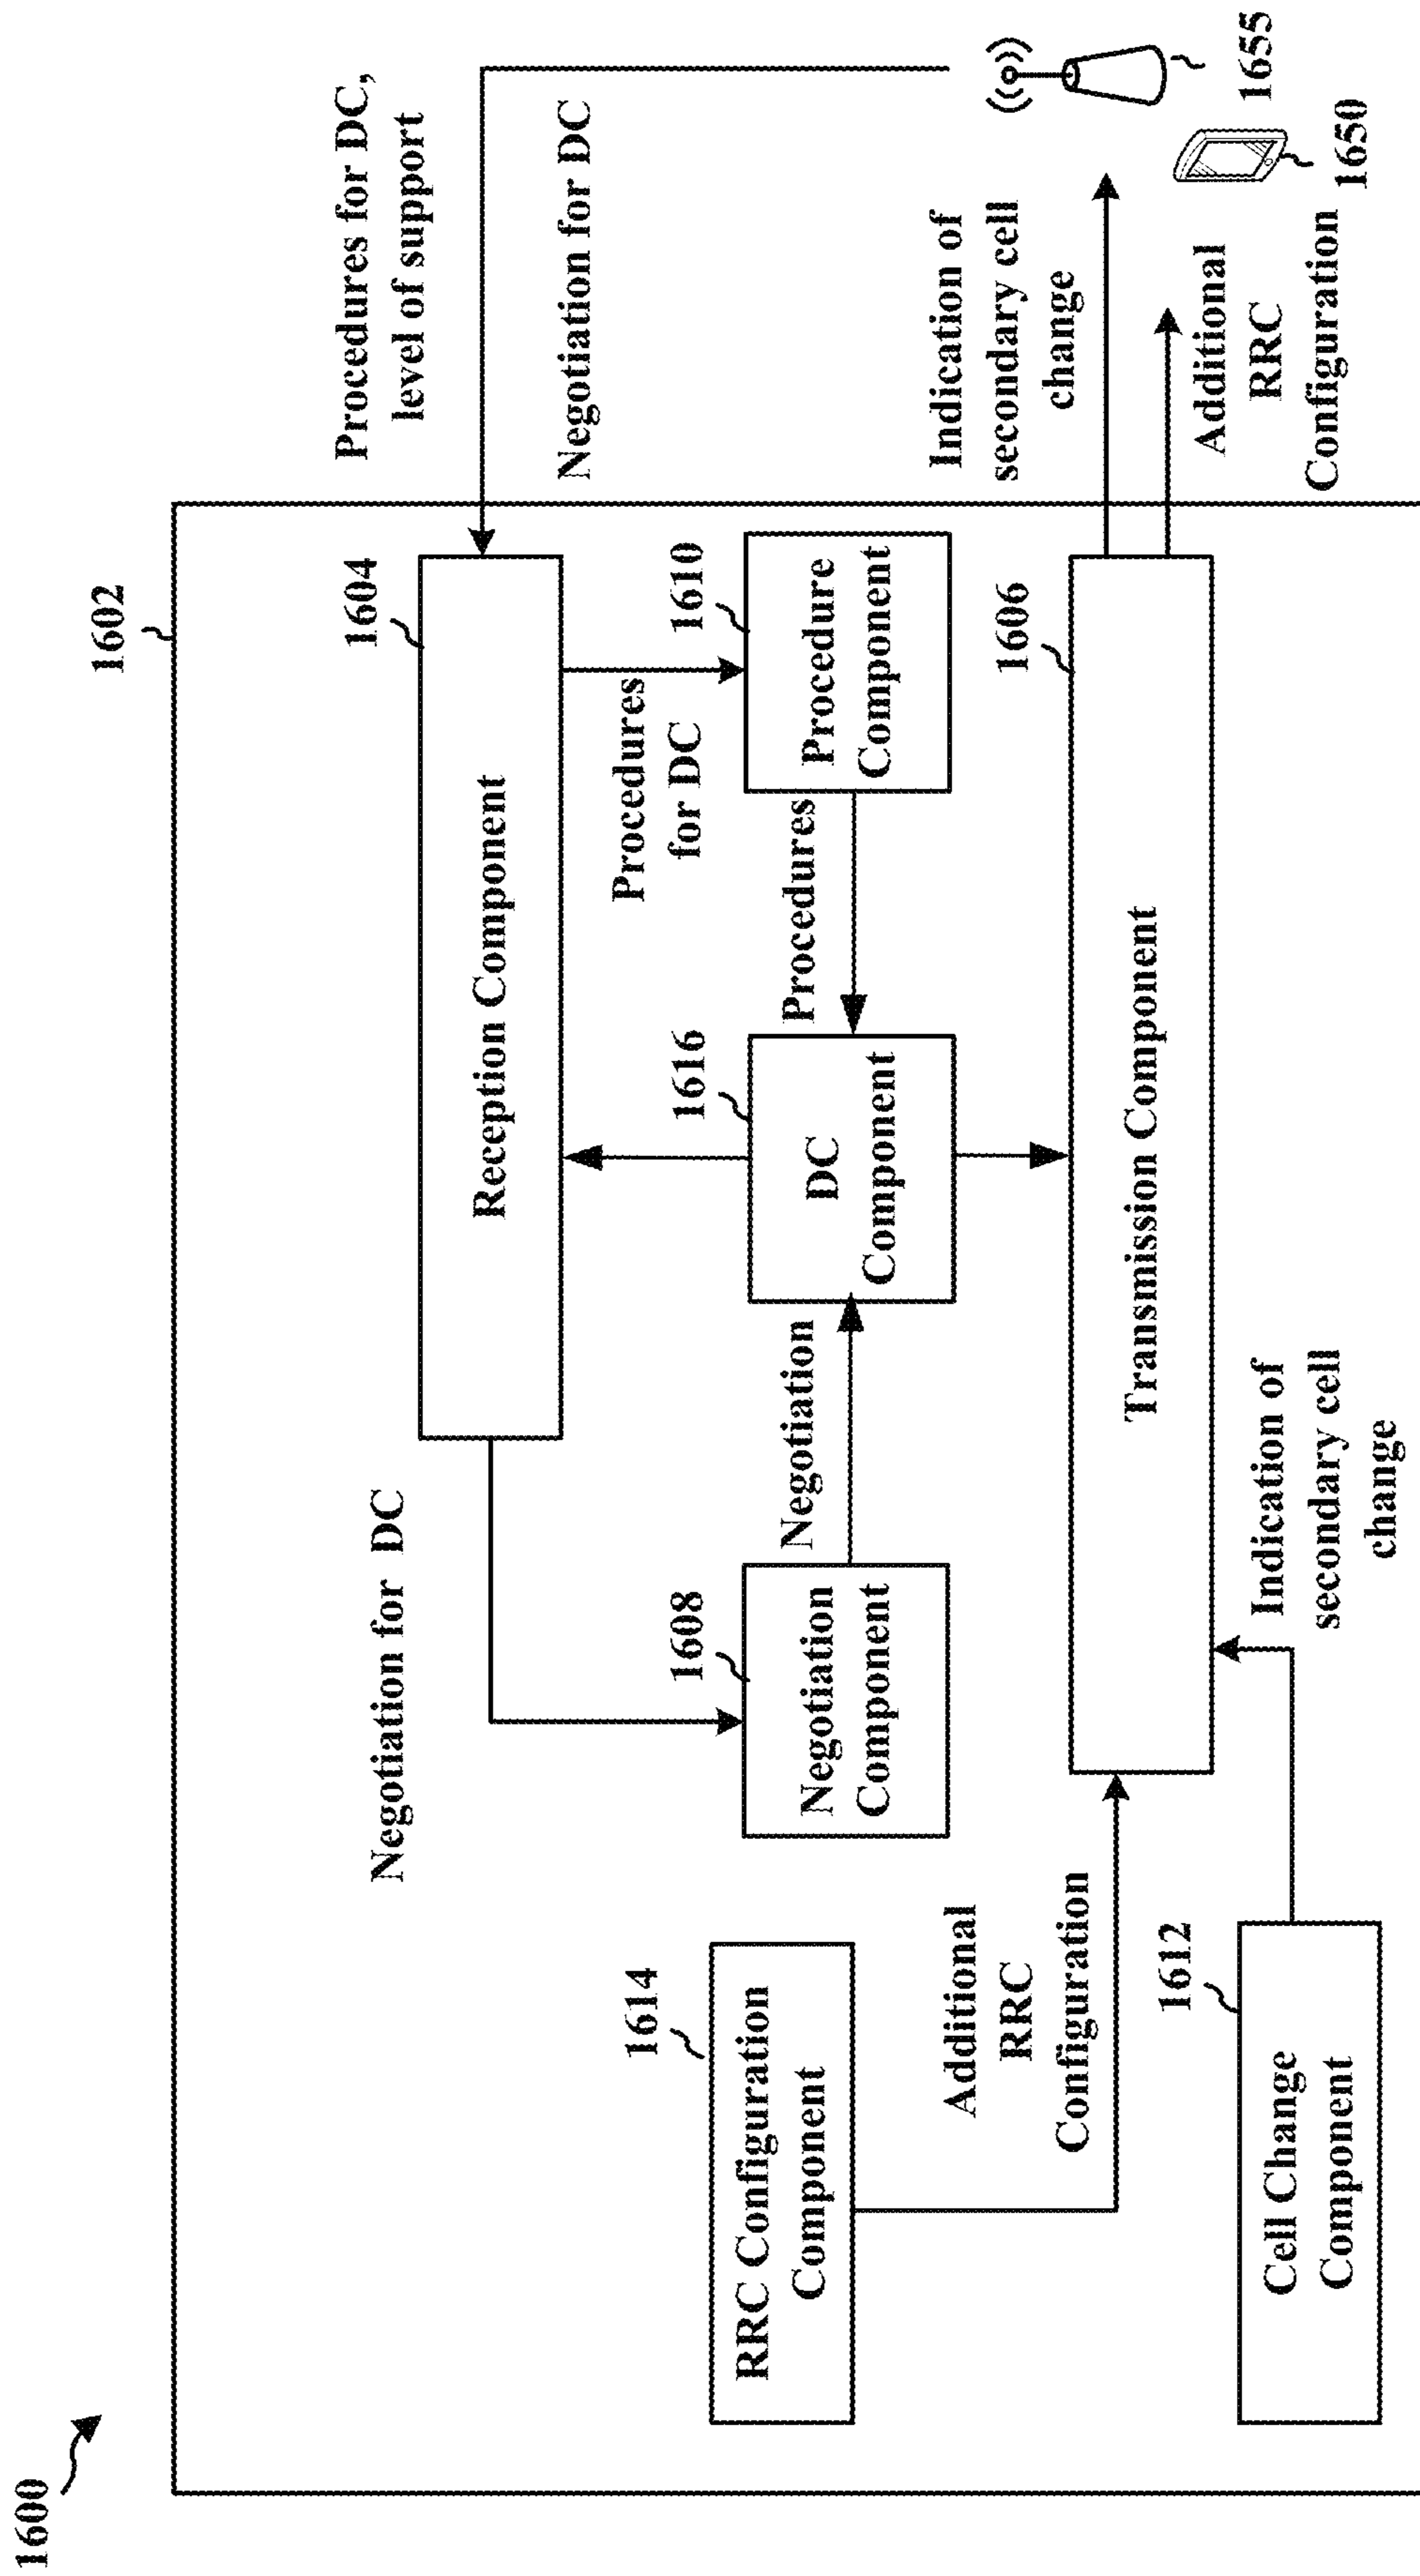 1600
1602
Procedures for DC,
level of support
1604
Reception Component
Negotiation for DC
Negotiation for DC
1614
RRC Configuration
Component
1608
Negotiation
Component
Negotiation
1616
DC
Component
Procedures
Procedures
for DC
1610
Procedure
Component
Additional
RRC
Configuration
1606
Transmission Component
Indication of
secondary cell
change
Additional
RRC
Configuration
1655
1650
1612
Cell Change
Component
Indication of
secondary cell
change